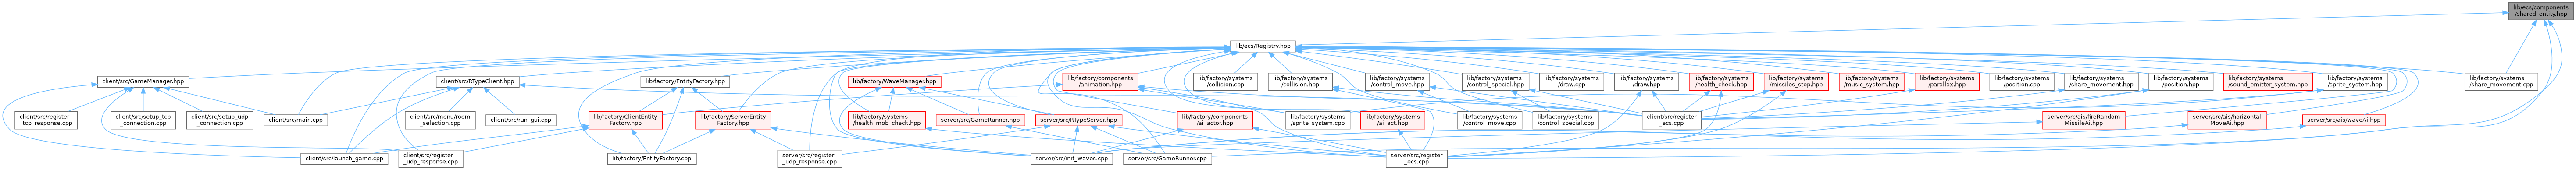 lib/ecs/components
/shared_entity.hpp
lib/ecs/Registry.hpp
client/src/GameManager.hpp
client/src/RTypeClient.hpp
lib/factory/EntityFactory.hpp
lib/factory/WaveManager.hpp
lib/factory/components
/animation.hpp
lib/factory/systems
/collision.cpp
lib/factory/systems
/collision.hpp
lib/factory/systems
/control_move.hpp
lib/factory/systems
/control_special.hpp
lib/factory/systems
/draw.cpp
lib/factory/systems
/draw.hpp
lib/factory/systems
/health_check.hpp
lib/factory/systems
/missiles_stop.hpp
lib/factory/systems
/music_system.hpp
lib/factory/systems
/parallax.hpp
lib/factory/systems
/position.cpp
lib/factory/systems
/share_movement.hpp
lib/factory/systems
/position.hpp
lib/factory/systems
/sound_emitter_system.hpp
lib/factory/systems
/sprite_system.hpp
lib/factory/systems
/share_movement.cpp
client/src/register
_tcp_response.cpp
client/src/setup_tcp
_connection.cpp
client/src/setup_udp
_connection.cpp
client/src/main.cpp
client/src/menu/room
_selection.cpp
client/src/run_gui.cpp
lib/factory/ClientEntity
Factory.hpp
lib/factory/ServerEntity
Factory.hpp
lib/factory/systems
/health_mob_check.hpp
server/src/GameRunner.hpp
server/src/RTypeServer.hpp
lib/factory/components
/ai_actor.hpp
lib/factory/systems
/sprite_system.cpp
lib/factory/systems
/ai_act.hpp
lib/factory/systems
/control_move.cpp
lib/factory/systems
/control_special.cpp
client/src/register
_ecs.cpp
server/src/ais/fireRandom
MissileAi.hpp
server/src/ais/horizontal
MoveAi.hpp
server/src/ais/waveAi.hpp
client/src/launch_game.cpp
client/src/register
_udp_response.cpp
lib/factory/EntityFactory.cpp
server/src/register
_udp_response.cpp
server/src/init_waves.cpp
server/src/GameRunner.cpp
server/src/register
_ecs.cpp